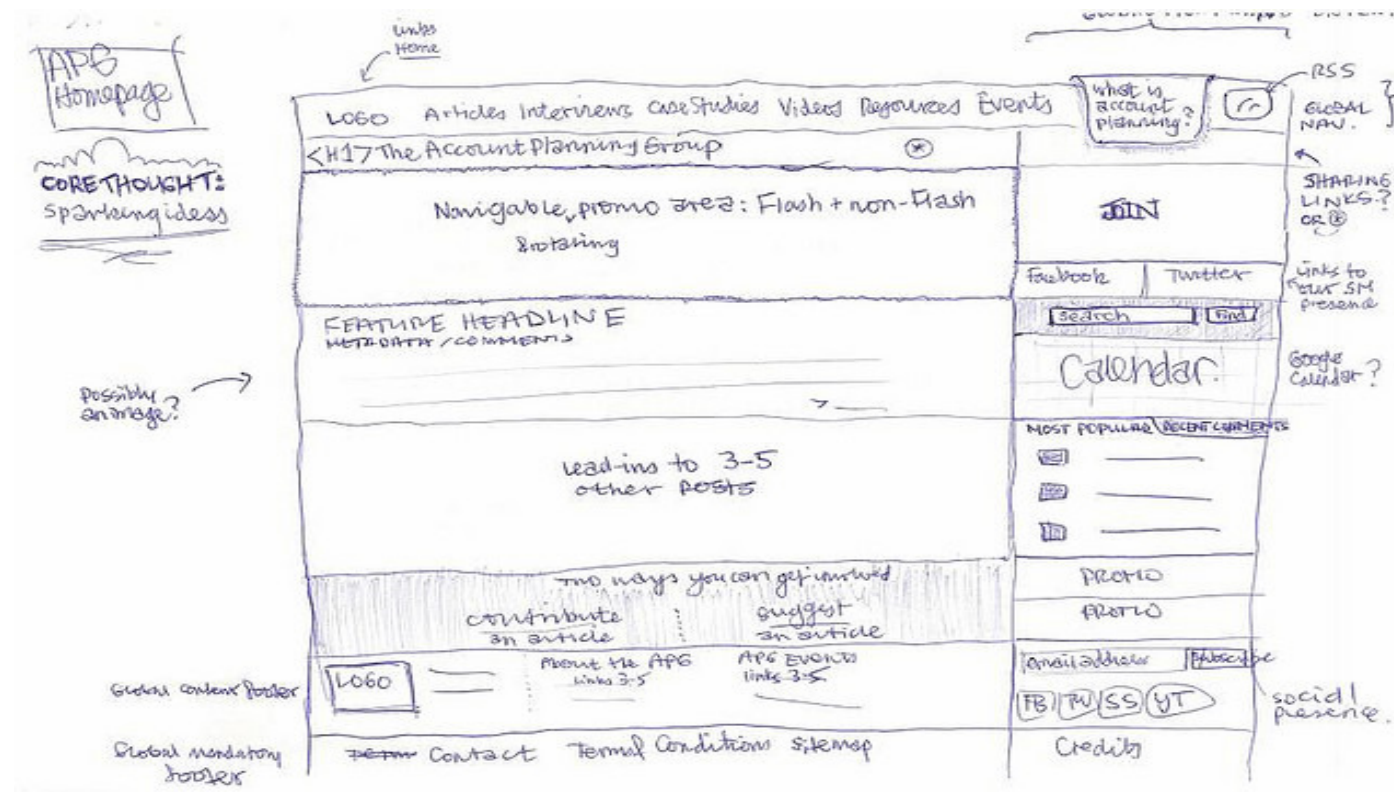 links
Home
APG
Homepage
CORE THOUGHT:
Sparking ideas
RSS
GLOBAL
NAV.
LOGO Articles Interviews Case Studies Videos Resources Events
what is
account
planning?
<H1> The Account Planning Group
SHARING
LINKS?
OR
Navigable, promo area: Flash + non-Flash
& rotating
JOIN
Facebook Twitter
Links to
our SM
presence
search Find
FEATURE HEADLINE
METADATA / COMMENTS
Calendar.
Google
Calendar?
Possibly
an image?
MOST POPULAR RECENT COMMENTS
Lead-ins to 3-5
other posts
Two ways you can get involved
contribute
an article
suggest
an article
PROMO
PROMO
Global content footer
LOGO
About the APG
links 3-5
APG EVENTS
links 3-5
email address subscribe
FB TW SS YT
social
presence.
Global mandatory
footer
Contact Terms Conditions sitemap
Credits